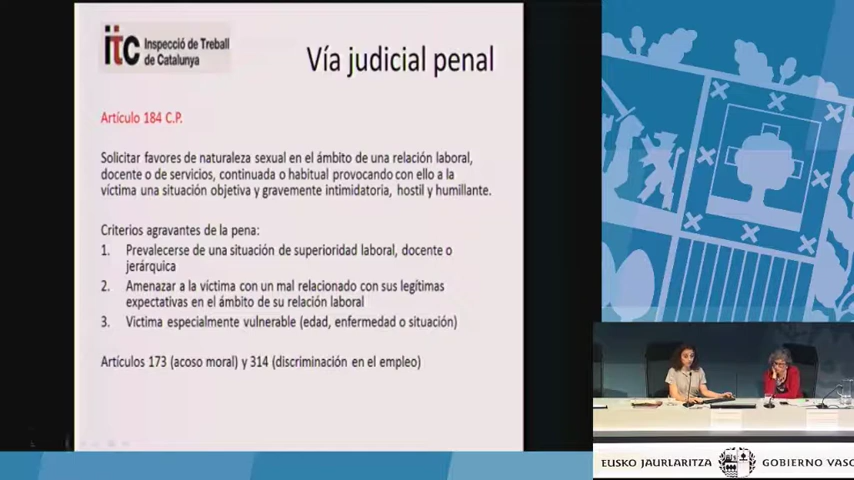 itc Inspecció de Treball
de Catalunya
Vía judicial penal
Artículo 184 C.P.
Solicitar favores de naturaleza sexual en el ámbito de una relación laboral,
docente o de servicios, continuada o habitual provocando con ello a la
víctima una situación objetiva y gravemente intimidatoria, hostil y humillante.
Criterios agravantes de la pena:
1. Prevalecerse de una situación de superioridad laboral, docente o
jerárquica
2. Amenazar a la víctima con un mal relacionado con sus legítimas
expectativas en el ámbito de su relación laboral
3. Victima especialmente vulnerable (edad, enfermedad o situación)
Artículos 173 (acoso moral) y 314 (discriminación en el empleo)
EUSKO JAURLARITZA GOBIERNO VASC